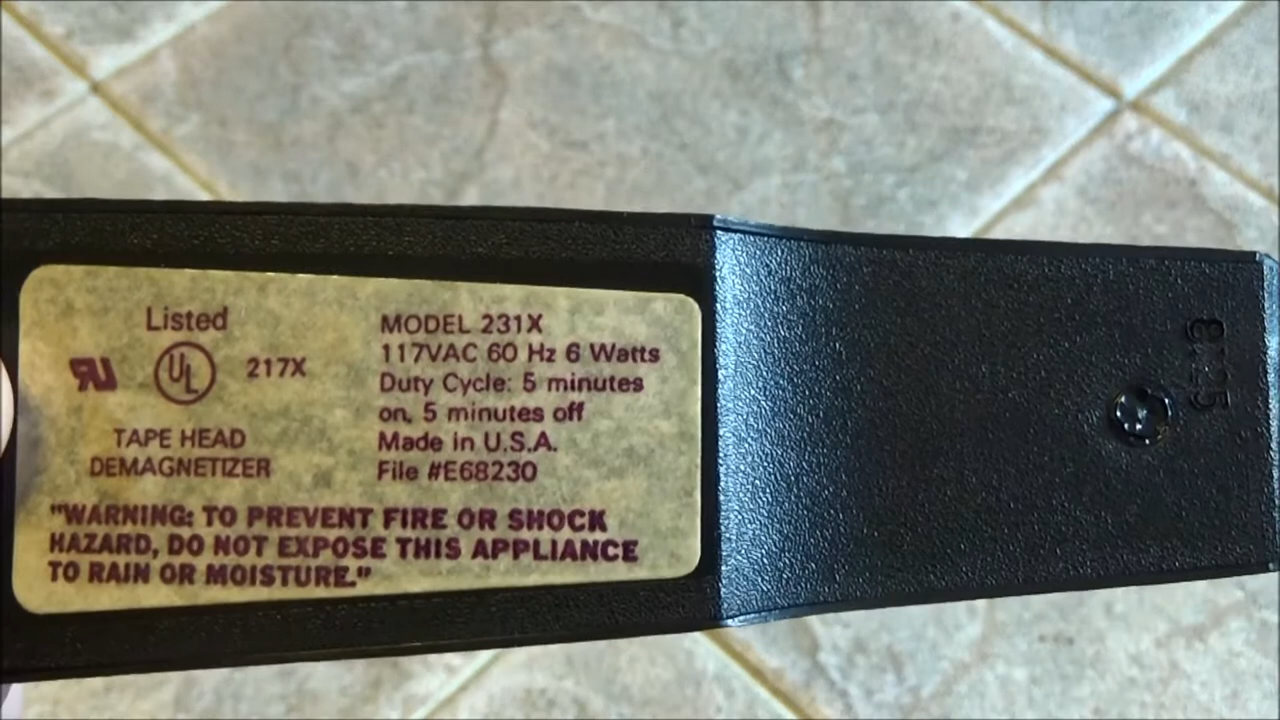 Listed
UL 217X
TAPE HEAD
DEMAGNETIZER
MODEL 231X
117VAC 60 Hz 6 Watts
Duty Cycle: 5 minutes
on, 5 minutes off
Made in U.S.A.
File #E68230
"WARNING: TO PREVENT FIRE OR SHOCK
HAZARD, DO NOT EXPOSE THIS APPLIANCE
TO RAIN OR MOISTURE."